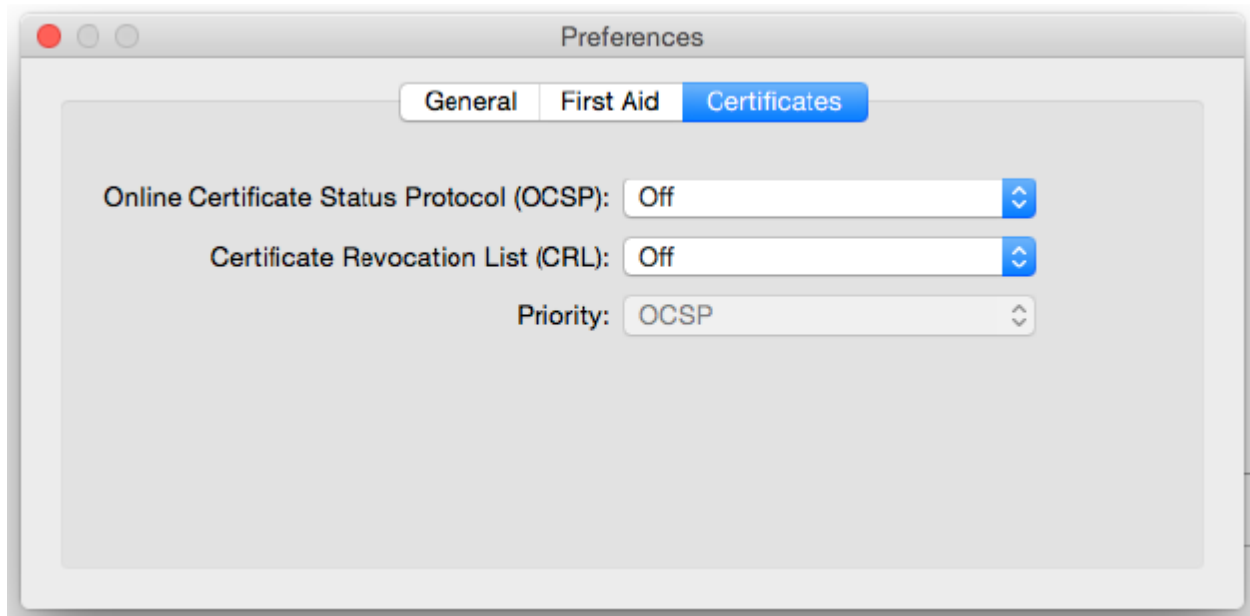 Preferences
General First Aid Certificates
Online Certificate Status Protocol (OCSP): Off
Certificate Revocation List (CRL): Off
Priority: OCSP